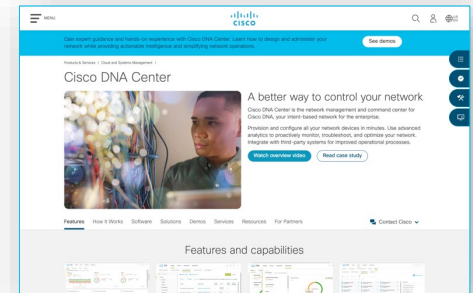 MENU
CISCO
Gain expert guidance and hands-on experience with Cisco DNA Center. Learn how to design and administer your
network while providing actionable intelligence and simplifying network operations.
See demos
Products & Services / Cloud and Systems Management /
Cisco DNA Center
A better way to control your network
Cisco DNA Center is the network management and command center for
Cisco DNA, your intent-based network for the enterprise.
Provision and configure all your network devices in minutes. Use advanced
analytics to proactively monitor, troubleshoot, and optimize your network.
Integrate with third-party systems for improved operational processes.
Watch overview video
Read case study
Features How It Works Software Solutions Demos Services Resources For Partners
Contact Cisco
Features and capabilities